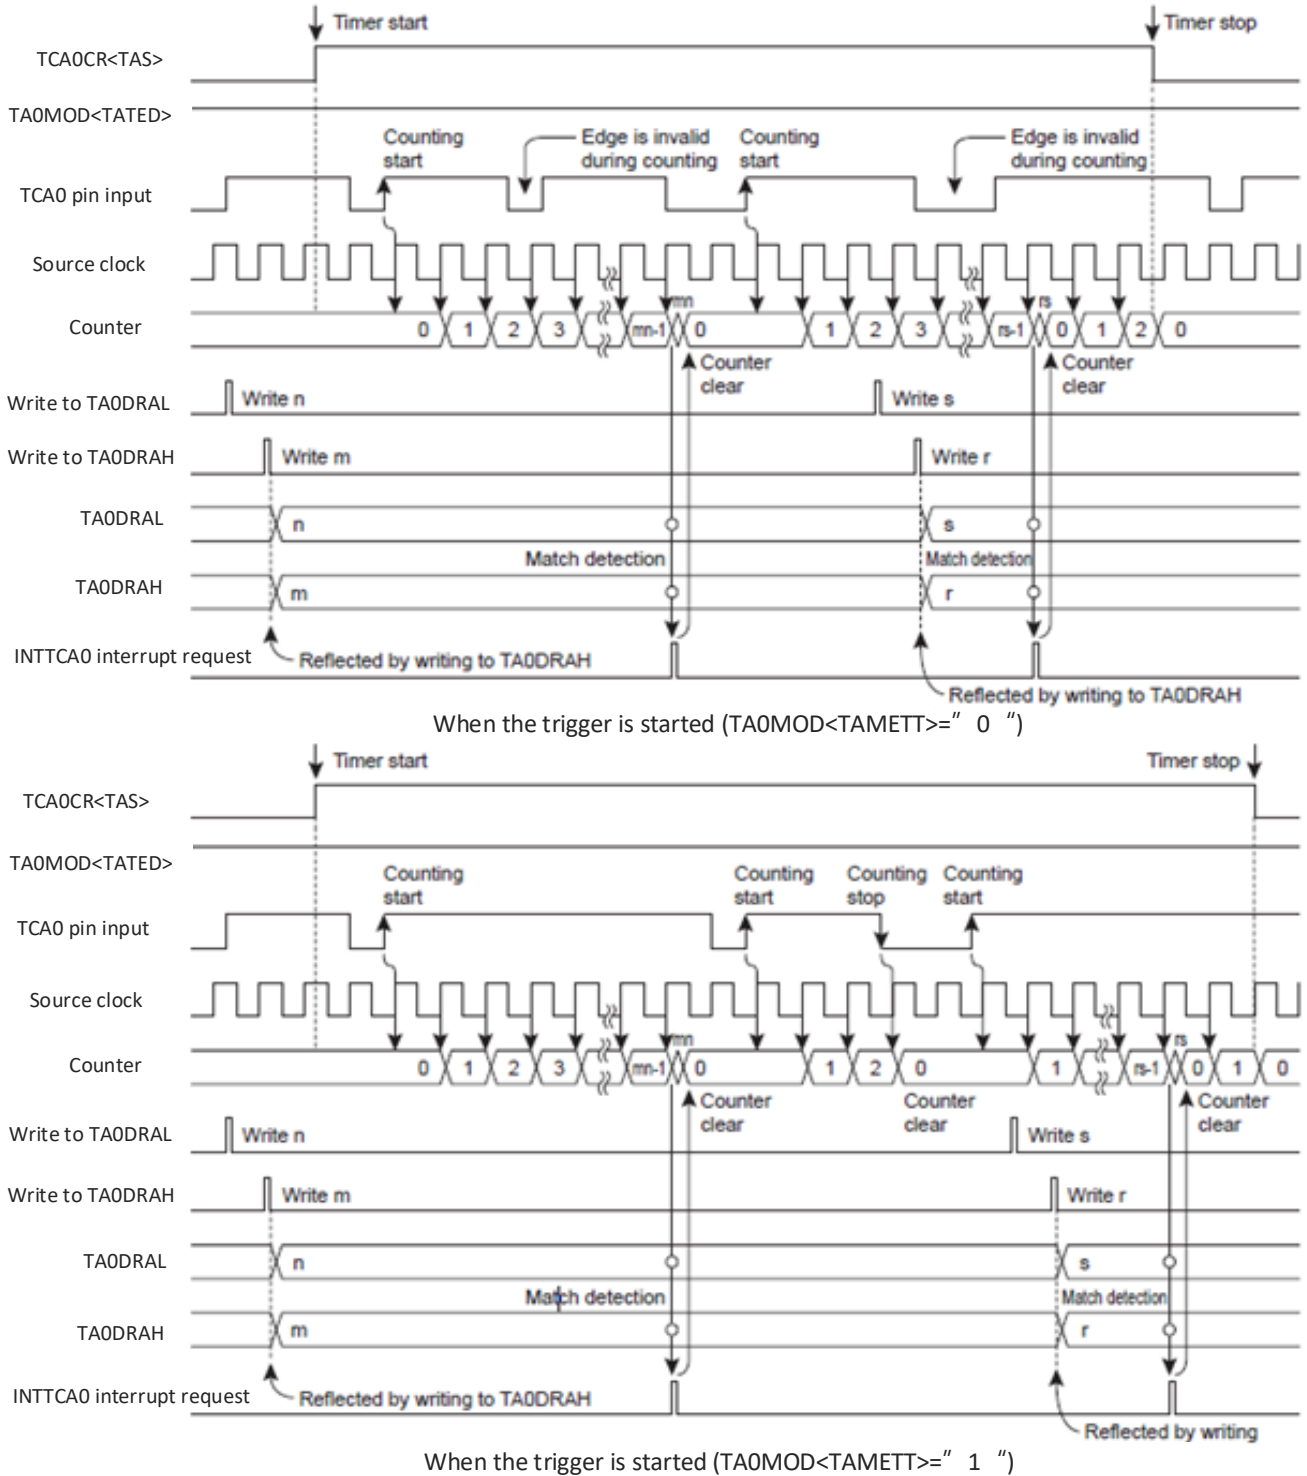 Timer start
Timer stop
TCA0CR<TAS>
TA0MOD<TATED>
Counting start
Edge is invalid during counting
Counting start
Edge is invalid during counting
TCA0 pin input
Source clock
mn
rs
Counter
0 1 2 3 mn-1 0 1 2 3 rs-1 0 1 2 0
Counter clear
Counter clear
Write to TA0DRAL
Write n
Write s
Write to TA0DRAH
Write m
Write r
TA0DRAL
n
s
Match detection
Match detection
TA0DRAH
m
r
INTTCA0 interrupt request
Reflected by writing to TA0DRAH
Reflected by writing to TA0DRAH
When the trigger is started (TA0MOD<TAMETT>=” 0 “)
Timer start
Timer stop
TCA0CR<TAS>
TA0MOD<TATED>
Counting start
Counting start
Counting stop
Counting start
TCA0 pin input
Source clock
mn
rs
Counter
0 1 2 3 mn-1 0 1 2 0 1 rs-1 0 1 0
Counter clear
Counter clear
Counter clear
Write to TA0DRAL
Write n
Write s
Write to TA0DRAH
Write m
Write r
TA0DRAL
n
s
Match detection
Match detection
TA0DRAH
m
r
INTTCA0 interrupt request
Reflected by writing to TA0DRAH
Reflected by writing
When the trigger is started (TA0MOD<TAMETT>=” 1 “)